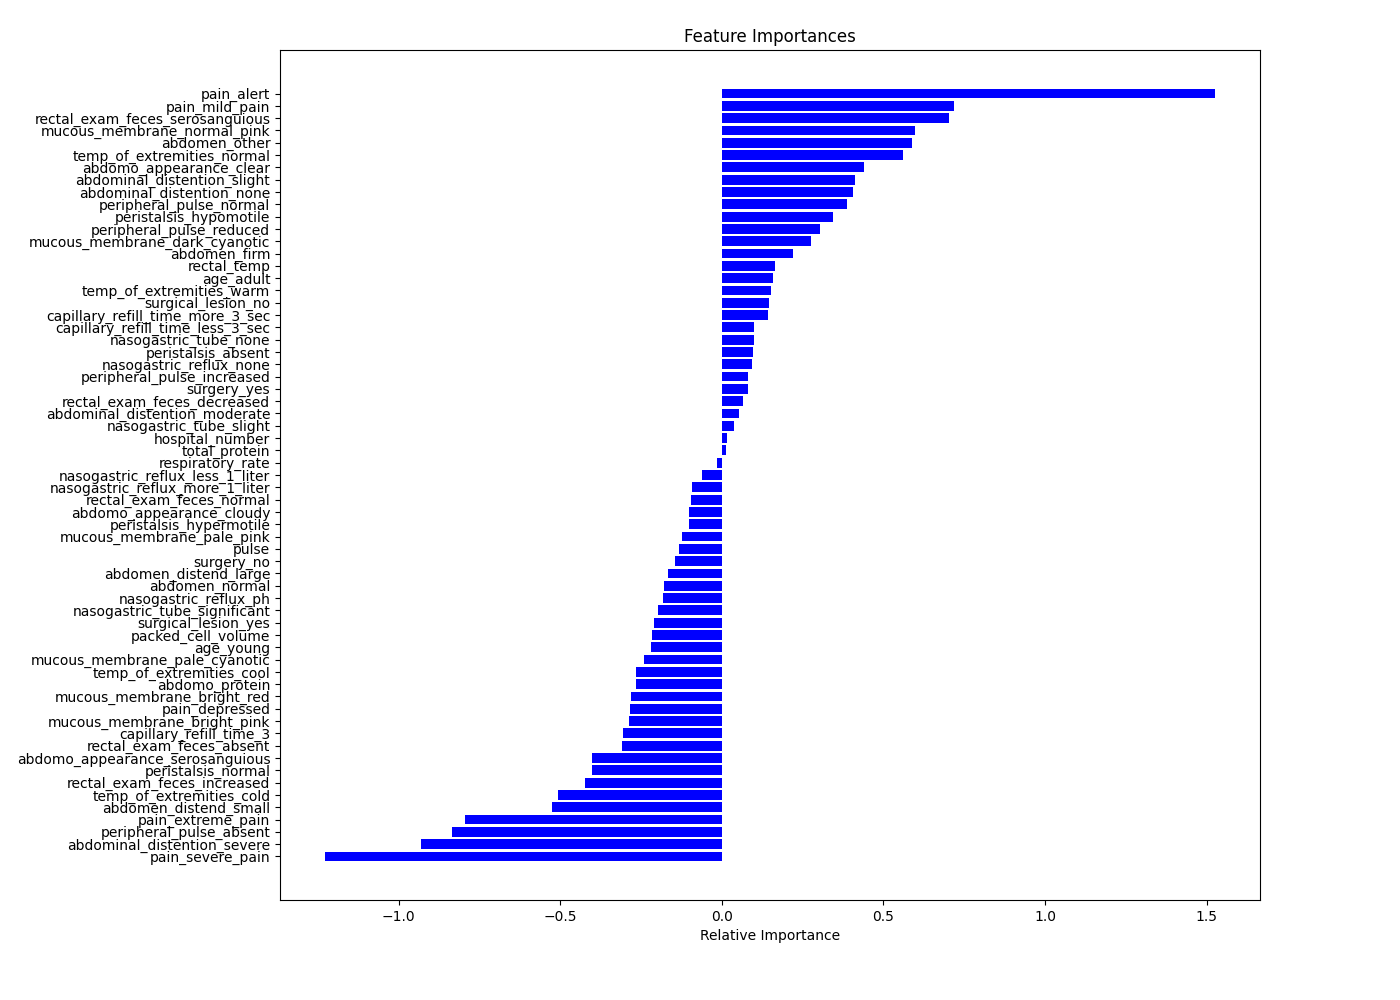 Feature Importances
pain_alert
pain_mild_pain
rectal_exam_feces_serosanguious
mucous_membrane_normal_pink
abdomen_other
temp_of_extremities_normal
abdomo_appearance_clear
abdominal_distention_slight
abdominal_distention_none
peripheral_pulse_normal
peristalsis_hypomotile
peripheral_pulse_reduced
mucous_membrane_dark_cyanotic
abdomen_firm
rectal_temp
age_adult
temp_of_extremities_warm
surgical_lesion_no
capillary_refill_time_more_3_sec
capillary_refill_time_less_3_sec
nasogastric_tube_none
peristalsis_absent
nasogastric_reflux_none
peripheral_pulse_increased
surgery_yes
rectal_exam_feces_decreased
abdominal_distention_moderate
nasogastric_tube_slight
hospital_number
total_protein
respiratory_rate
nasogastric_reflux_less_1_liter
nasogastric_reflux_more_1_liter
rectal_exam_feces_normal
abdomo_appearance_cloudy
peristalsis_hypermotile
mucous_membrane_pale_pink
pulse
surgery_no
abdomen_distend_large
abdomen_normal
nasogastric_reflux_ph
nasogastric_tube_significant
surgical_lesion_yes
packed_cell_volume
age_young
mucous_membrane_pale_cyanotic
temp_of_extremities_cool
abdomo_protein
mucous_membrane_bright_red
pain_depressed
mucous_membrane_bright_pink
capillary_refill_time_3
rectal_exam_feces_absent
abdomo_appearance_serosanguious
peristalsis_normal
rectal_exam_feces_increased
temp_of_extremities_cold
abdomen_distend_small
pain_extreme_pain
peripheral_pulse_absent
abdominal_distention_severe
pain_severe_pain
−1.0 −0.5 0.0 0.5 1.0 1.5
Relative Importance